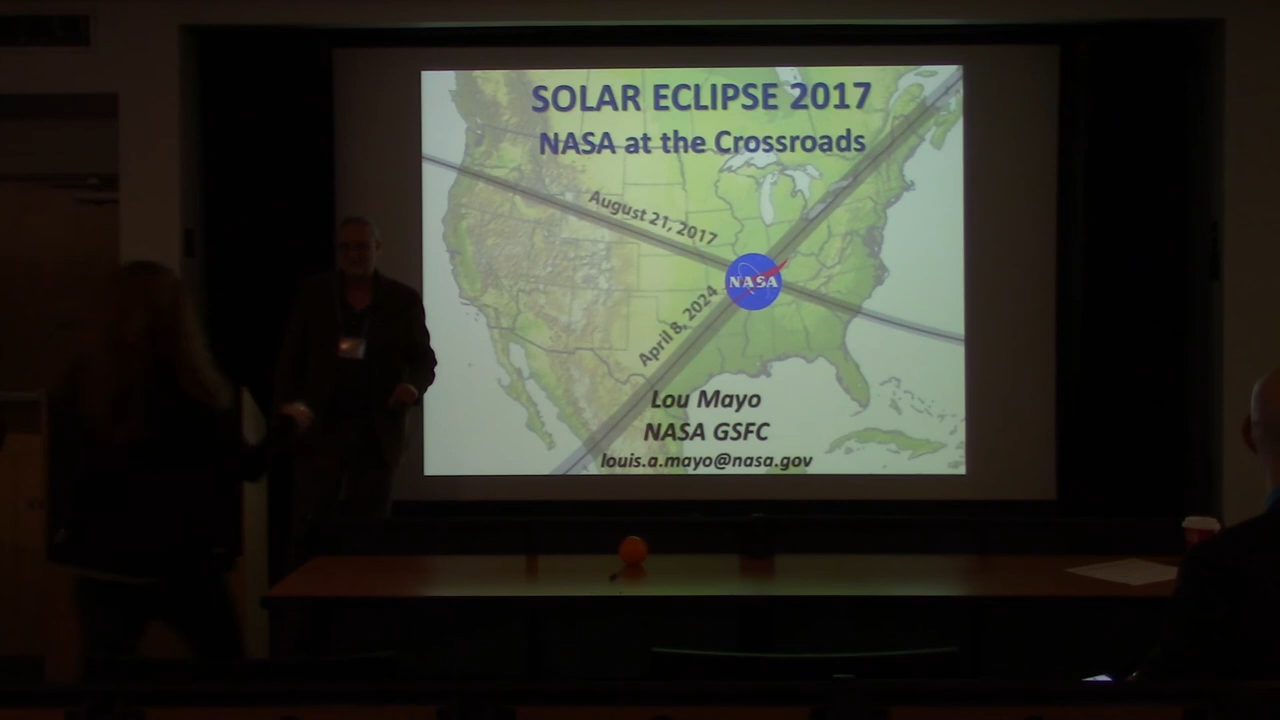 SOLAR ECLIPSE 2017
NASA at the Crossroads
August 21, 2017
NASA
April 8, 2024
Lou Mayo
NASA GSFC
louis.a.mayo@nasa.gov